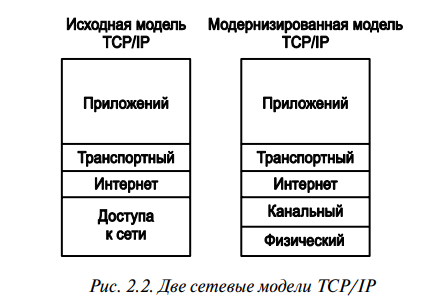 Исходная модель
TCP/IP
Приложений
Транспортный
Интернет
Доступа
к сети
Модернизированная модель
TCP/IP
Приложений
Транспортный
Интернет
Канальный
Физический
Рис. 2.2. Две сетевые модели TCP/IP